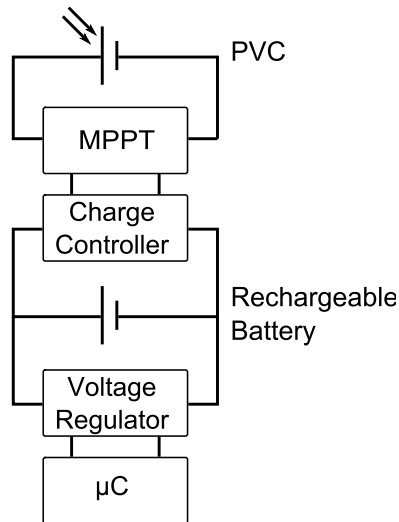 PVC
MPPT
Charge
Controller
Rechargeable
Battery
Voltage
Regulator
µC